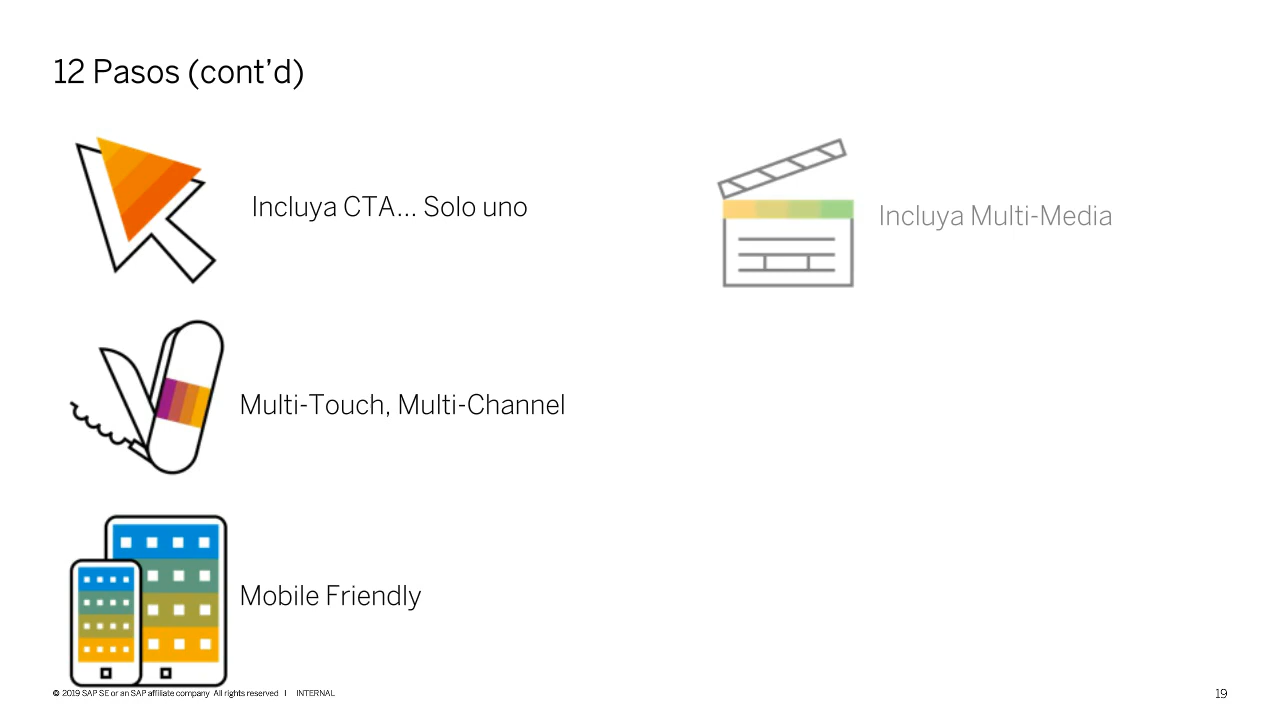 12 Pasos (cont’d)
Incluya CTA... Solo uno
Incluya Multi-Media
Multi-Touch, Multi-Channel
Mobile Friendly
© 2019 SAP SE or an SAP affiliate company All rights reserved I INTERNAL
19